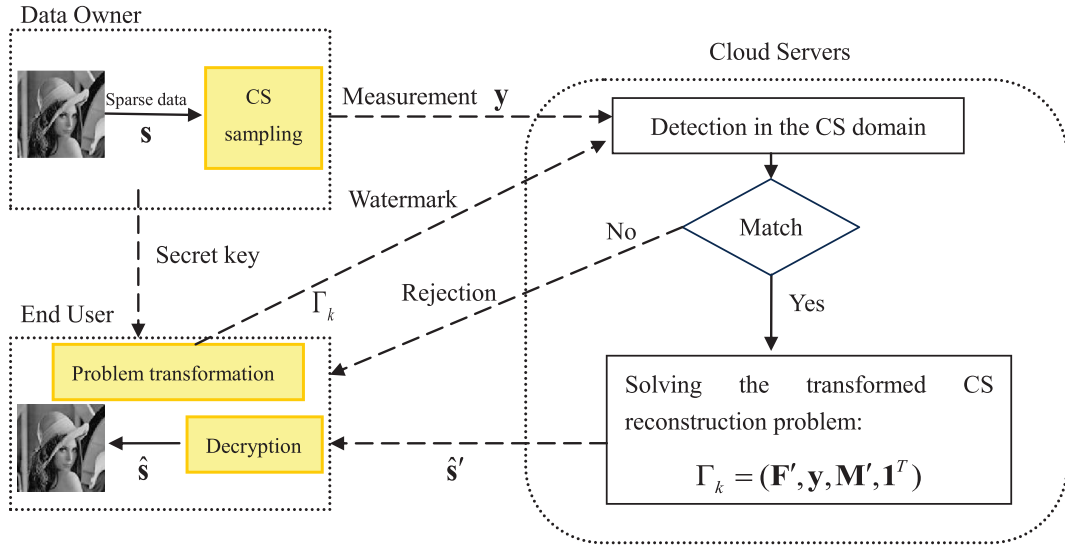 Data Owner
Sparse data
s
CS
sampling
Measurement y
Cloud Servers
Detection in the CS domain
Watermark
Match
No
Secret key
Γk
Rejection
Yes
End User
Problem transformation
Solving the transformed CS
reconstruction problem:
Γk = (F′, y, M′, 1^T)
Decryption
ŝ
ŝ′